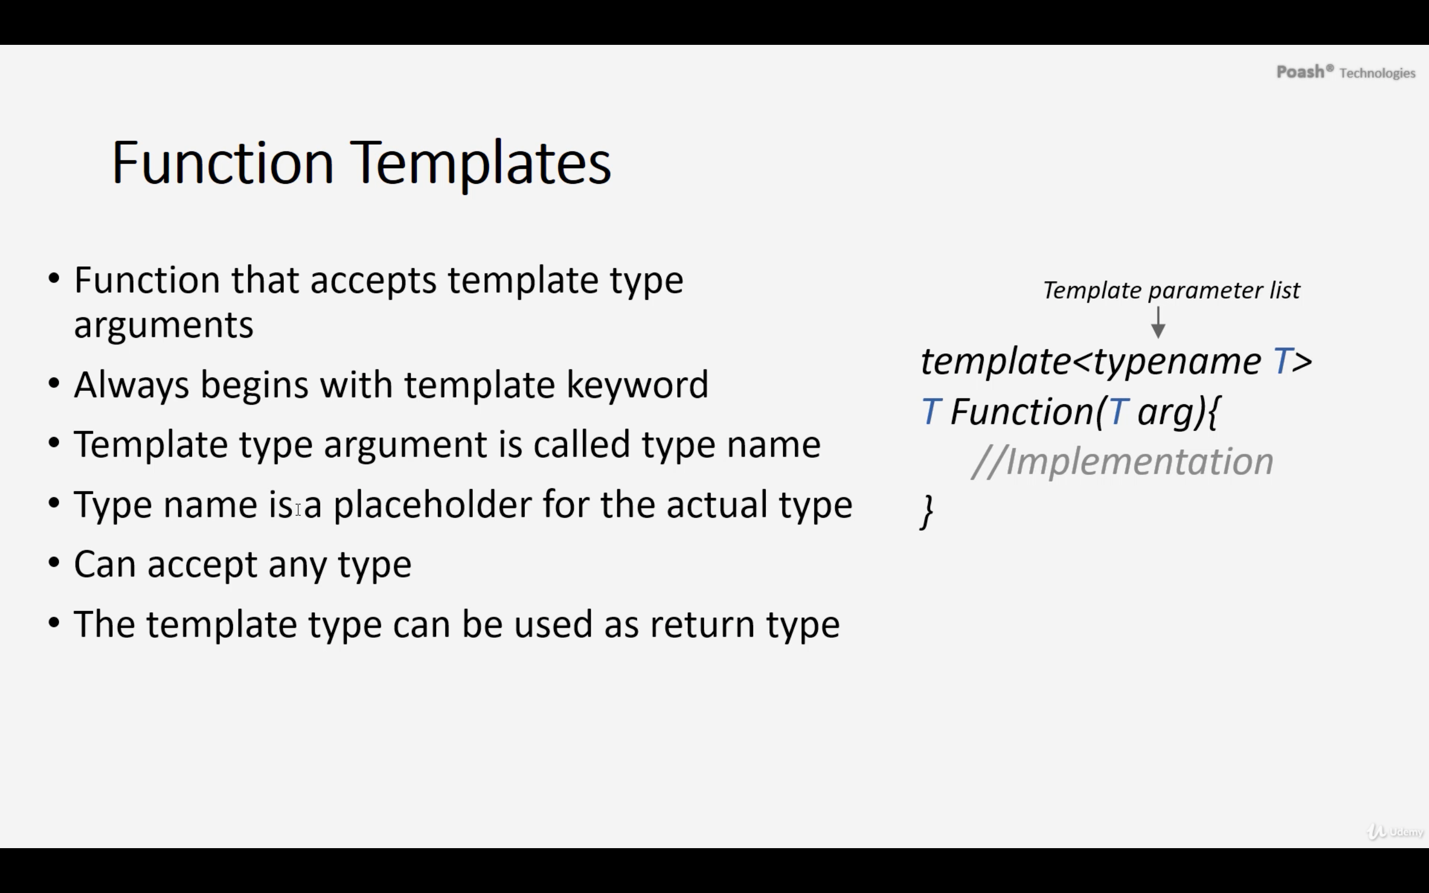 Poash® Technologies
Function Templates
• Function that accepts template type
arguments
• Always begins with template keyword
• Template type argument is called type name
• Type name is a placeholder for the actual type
• Can accept any type
• The template type can be used as return type
Template parameter list
template<typename T>
T Function(T arg){
//Implementation
}
Udemy